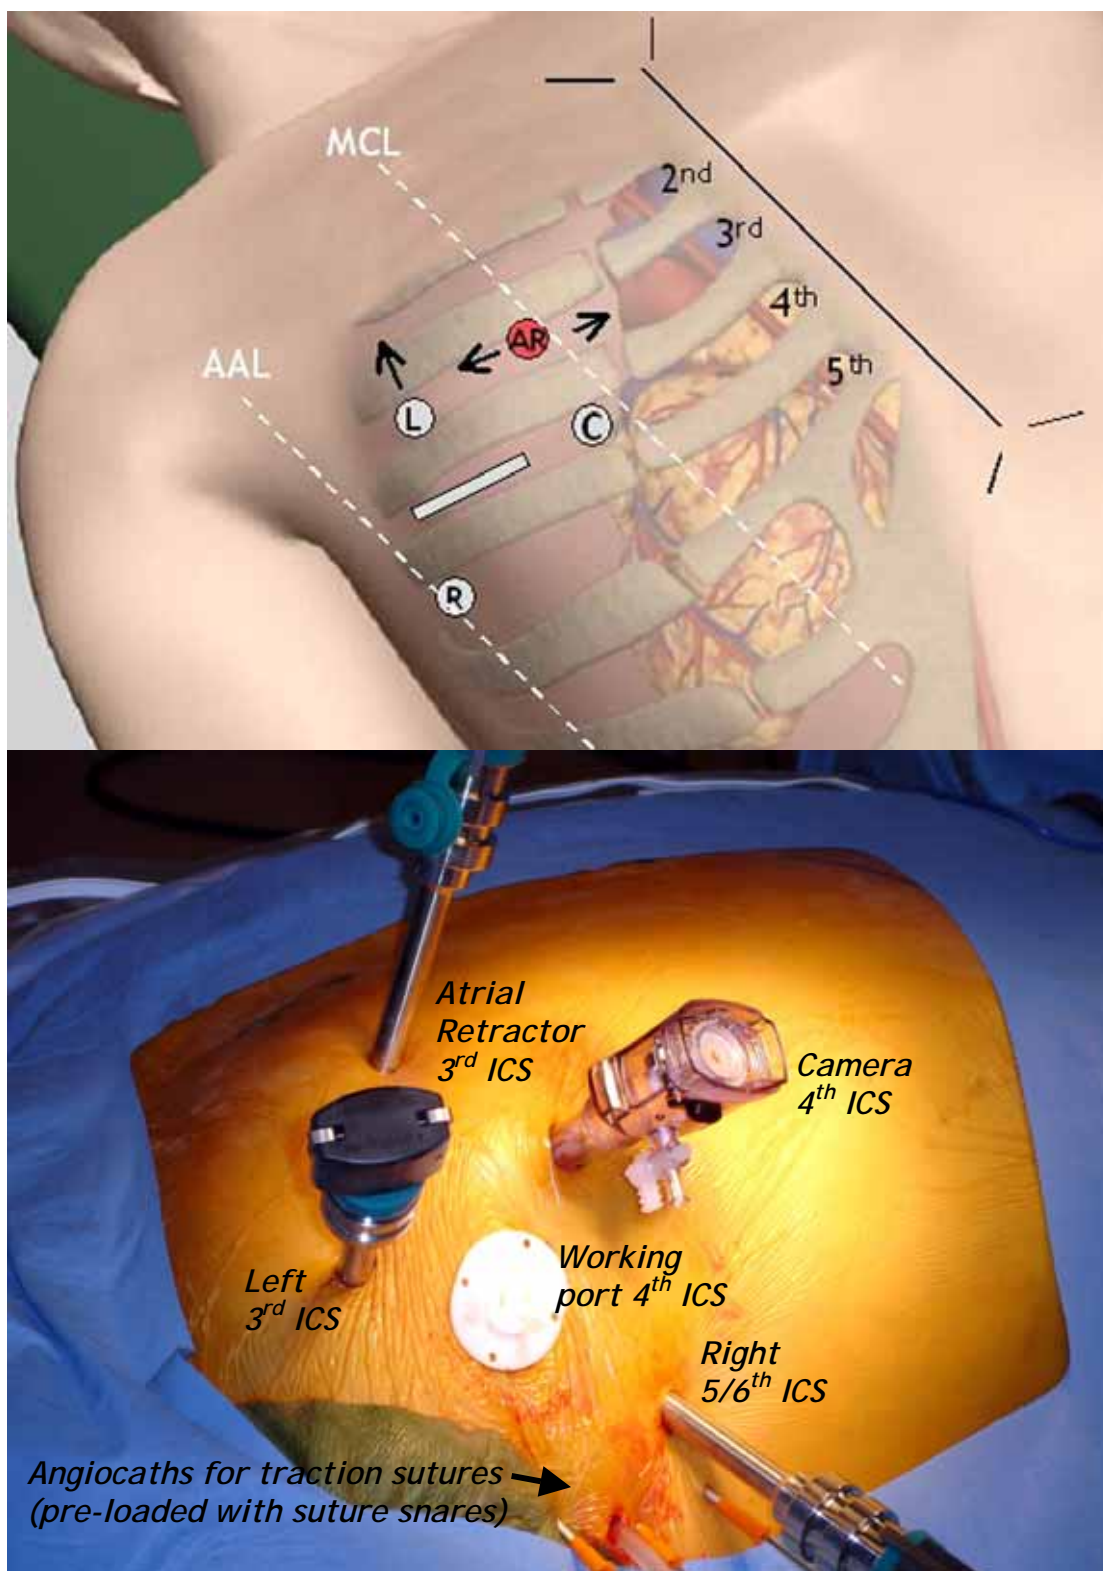 MCL
2nd
3rd
4th
5th
AAL
AR
L
C
R
Atrial
Retractor
3rd ICS
Camera
4th ICS
Working
port 4th ICS
Left
3rd ICS
Right
5/6th ICS
Angiocaths for traction sutures
(pre-loaded with suture snares)